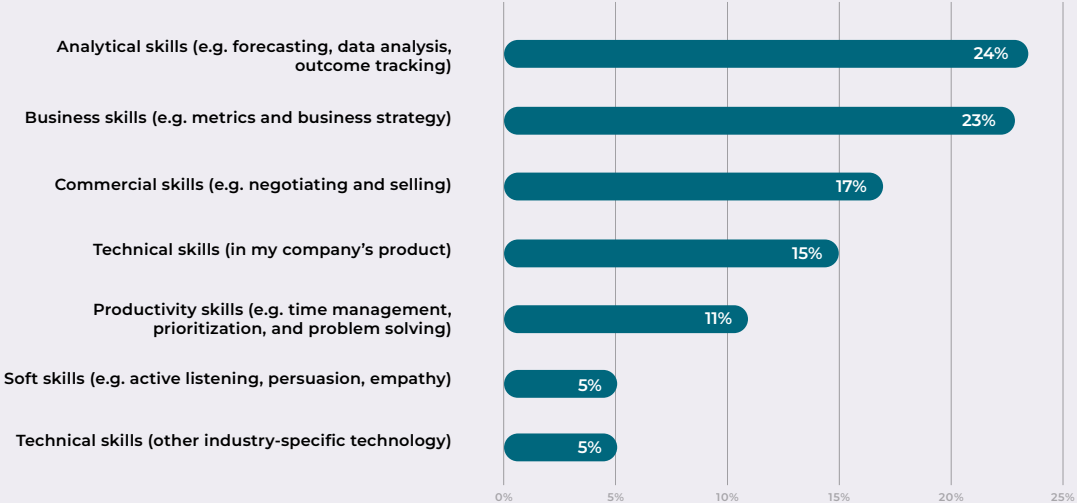 Analytical skills (e.g. forecasting, data analysis,
outcome tracking)
24%
Business skills (e.g. metrics and business strategy)
23%
Commercial skills (e.g. negotiating and selling)
17%
Technical skills (in my company’s product)
15%
Productivity skills (e.g. time management,
prioritization, and problem solving)
11%
Soft skills (e.g. active listening, persuasion, empathy)
5%
Technical skills (other industry-specific technology)
5%
0% 5% 10% 15% 20% 25%